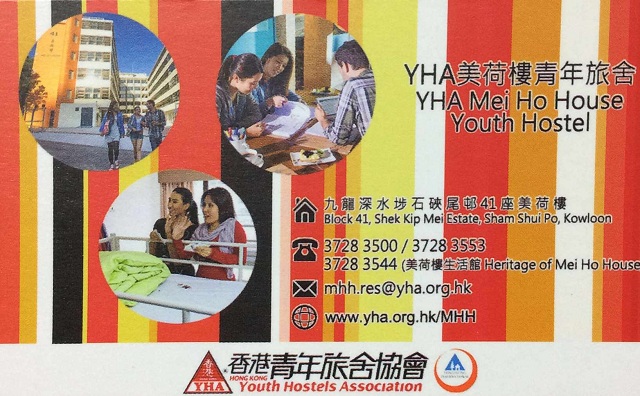 YHA美荷樓青年旅舍
YHA Mei Ho House
Youth Hostel
九龍深水埗石硤尾邨41座美荷樓
Block 41, Shek Kip Mei Estate, Sham Shui Po, Kowloon
3728 3500 / 3728 3553
3728 3544 (美荷樓生活館 Heritage of Mei Ho House
mhh.res@yha.org.hk
www.yha.org.hk/MHH
香港
YHA
香港青年旅舍協會
HONG KONG
Youth Hostels Association